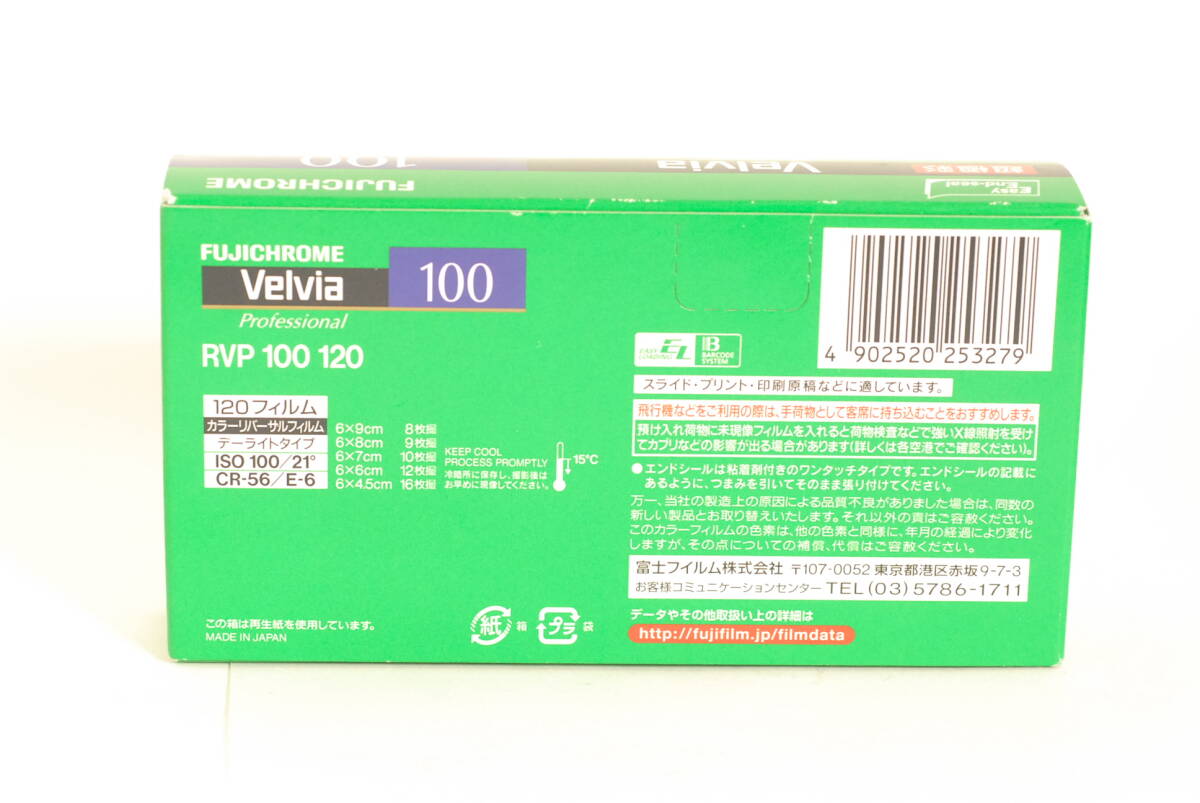 100
Velvia
超極彩
FUJICHROME
Easy
End-seal
FUJICHROME
Velvia 100
Professional
RVP 100 120
120フィルム
カラーリバーサルフィルム
デーライトタイプ
ISO 100/21°
CR-56/E-6
6×9cm 8枚撮
6×8cm 9枚撮
6×7cm 10枚撮
6×6cm 12枚撮
6×4.5cm 16枚撮
KEEP COOL
PROCESS PROMPTLY
冷暗所に保存し、撮影後は
お早めに現像してください。
15℃
この箱は再生紙を使用しています。
MADE IN JAPAN
紙 箱 プラ 袋
4 902520 253279
EASY LOADING EL
B BARCODE SYSTEM
スライド・プリント・印刷原稿などに適しています。
飛行機などをご利用の際は、手荷物として客席に持ち込むことをおすすめします。
預け入れ荷物に未現像フィルムを入れると荷物検査などで強いX線照射を受け
てカブリなどの影響が出る場合があります(詳しくは各空港でご確認ください)。
●エンドシールは粘着剤付きのワンタッチタイプです。エンドシールの記載に
あるように、つまみを引いてそのまま張り付けてください。
万一、当社の製造上の原因による品質不良がありました場合は、同数の
新しい製品とお取り替えいたします。それ以外の責はご容赦ください。
このカラーフィルムの色素は、他の色素と同様に、年月の経過により変化
しますが、その点についての補償、代償はご容赦ください。
富士フイルム株式会社 〒107-0052 東京都港区赤坂9-7-3
お客様コミュニケーションセンター TEL(03)5786-1711
データやその他取扱い上の詳細は
http://fujifilm.jp/filmdata